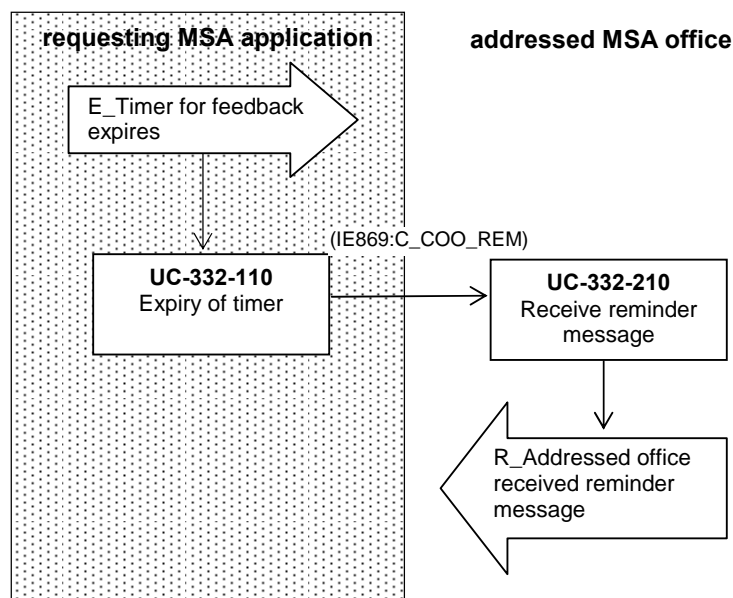 requesting MSA application
addressed MSA office
E_Timer for feedback
expires
(IE869:C_COO_REM)
UC-332-110
Expiry of timer
UC-332-210
Receive reminder
message
R_Addressed office
received reminder
message